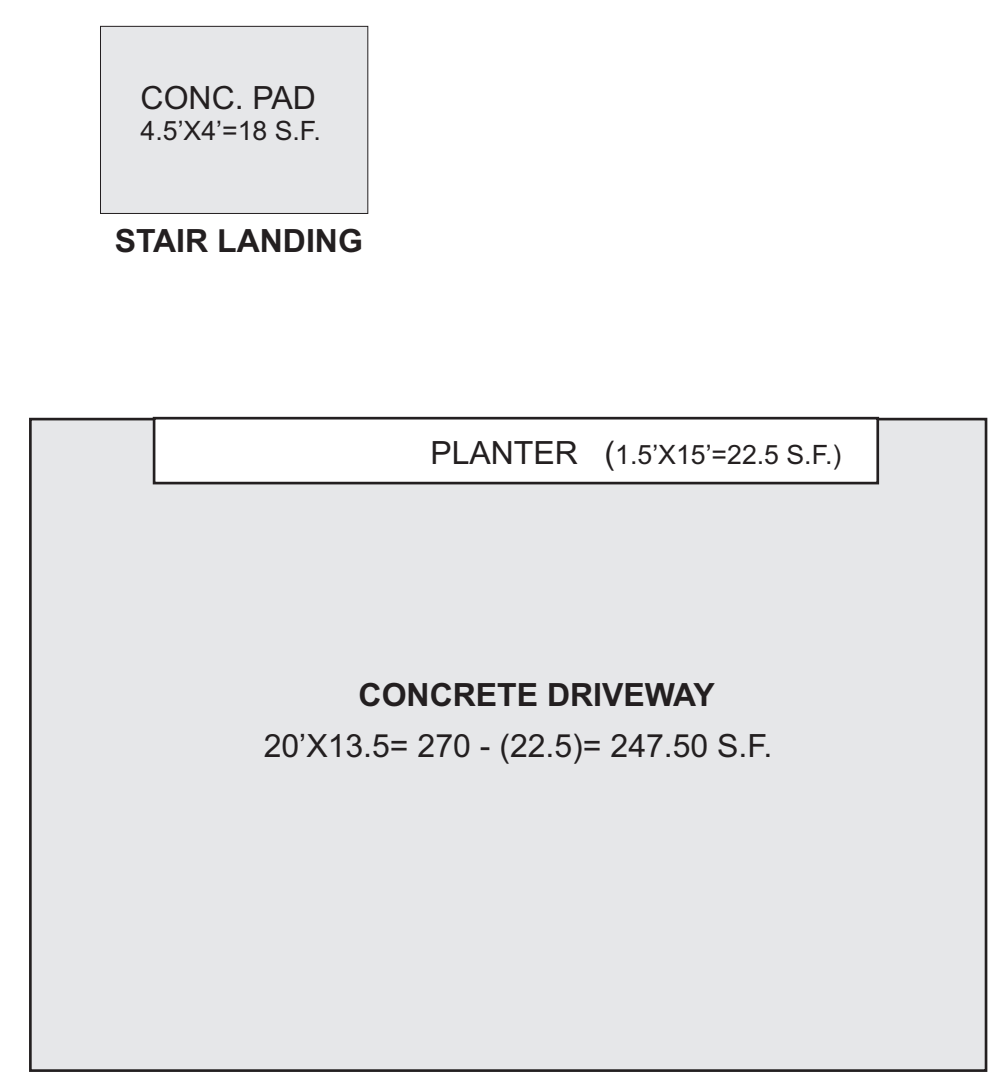 CONC. PAD
4.5’X4’=18 S.F.
STAIR LANDING
PLANTER (1.5’X15’=22.5 S.F.)
CONCRETE DRIVEWAY
20’X13.5= 270 - (22.5)= 247.50 S.F.